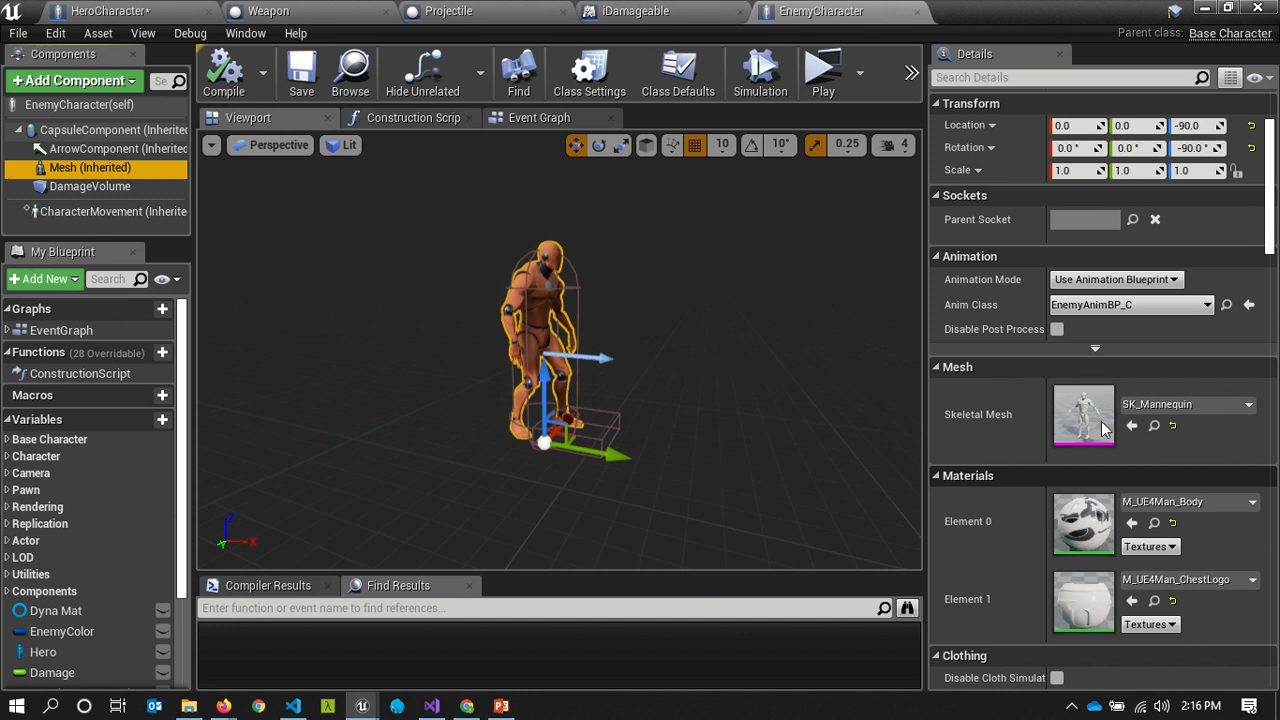 HeroCharacter*
Weapon
Projectile
iDamageable
EnemyCharacter
File Edit Asset View Debug Window Help
Parent class: Base Character
Components
+Add Component
Se
EnemyCharacter(self)
CapsuleComponent (Inherited
ArrowComponent (Inherited
Mesh (Inherited)
DamageVolume
CharacterMovement (Inherite
Compile
Save
Browse
Hide Unrelated
Find
Class Settings
Class Defaults
Simulation
Play
Viewport
Construction Scrip
Event Graph
Perspective
Lit
10
10°
0.25
4
My Blueprint
+Add New
Search
Graphs
EventGraph
Functions (28 Overridable)
ConstructionScript
Macros
Variables
Base Character
Character
Camera
Pawn
Rendering
Replication
Actor
LOD
Utilities
Components
Dyna Mat
EnemyColor
Hero
Damage
Z
X
Y
Compiler Results
Find Results
Enter function or event name to find references...
Details
Search Details
Transform
Location 0.0 0.0 -90.0
Rotation 0.0 ° 0.0 ° -90.0 °
Scale 1.0 1.0 1.0
Sockets
Parent Socket
Animation
Animation Mode Use Animation Blueprint
Anim Class EnemyAnimBP_C
Disable Post Process
Mesh
Skeletal Mesh SK_Mannequin
Materials
Element 0 M_UE4Man_Body
Textures
Element 1 M_UE4Man_ChestLogo
Textures
Clothing
Disable Cloth Simulat
2:16 PM